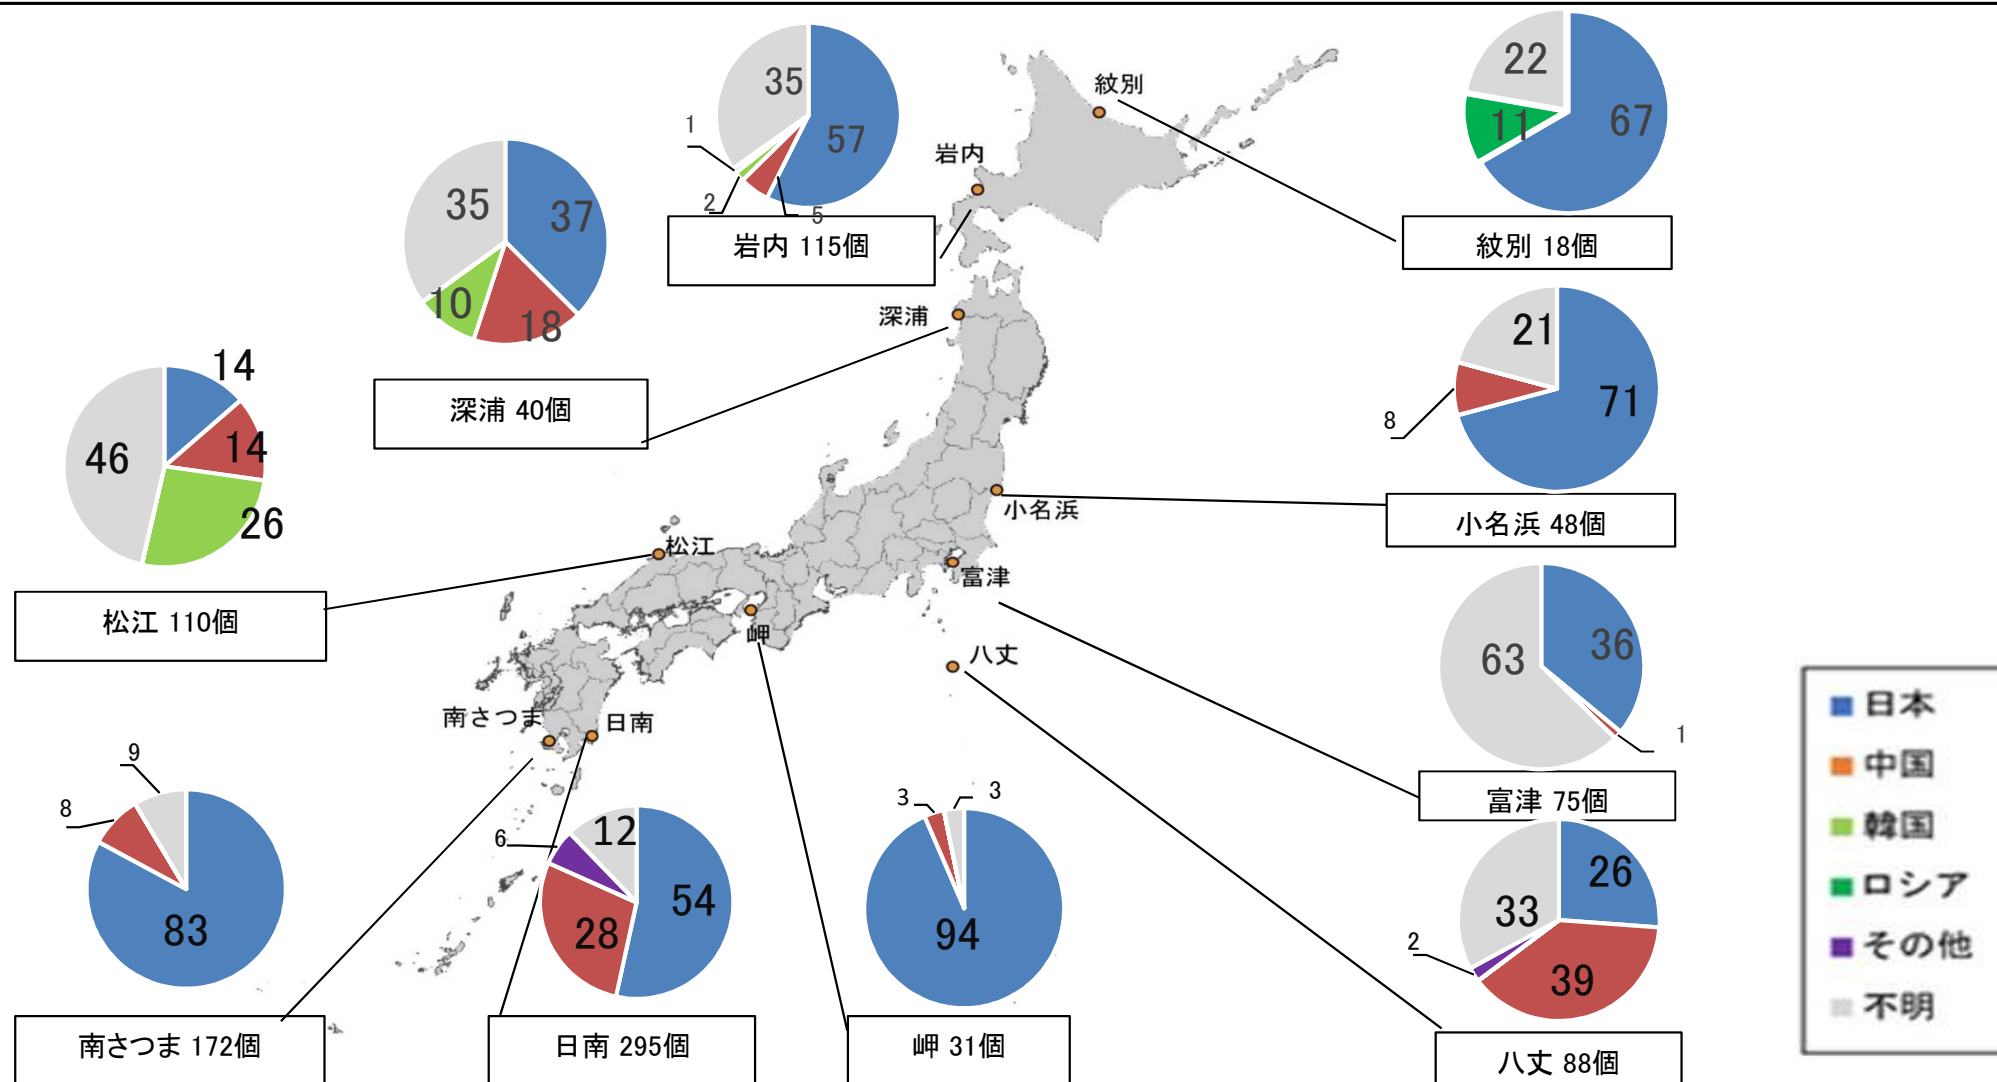 35
57
1
2
5
岩内 115個
22
11
67
紋別 18個
紋別
岩内
35
37
10
18
深浦 40個
深浦
21
71
8
小名浜 48個
小名浜
14
14
46
26
松江 110個
松江
富津
岬
八丈
63
36
1
富津 75個
南さつま
日南
9
8
83
南さつま 172個
6
12
54
28
日南 295個
3
3
94
岬 31個
26
33
2
39
八丈 88個
日本
中国
韓国
ロシア
その他
不明